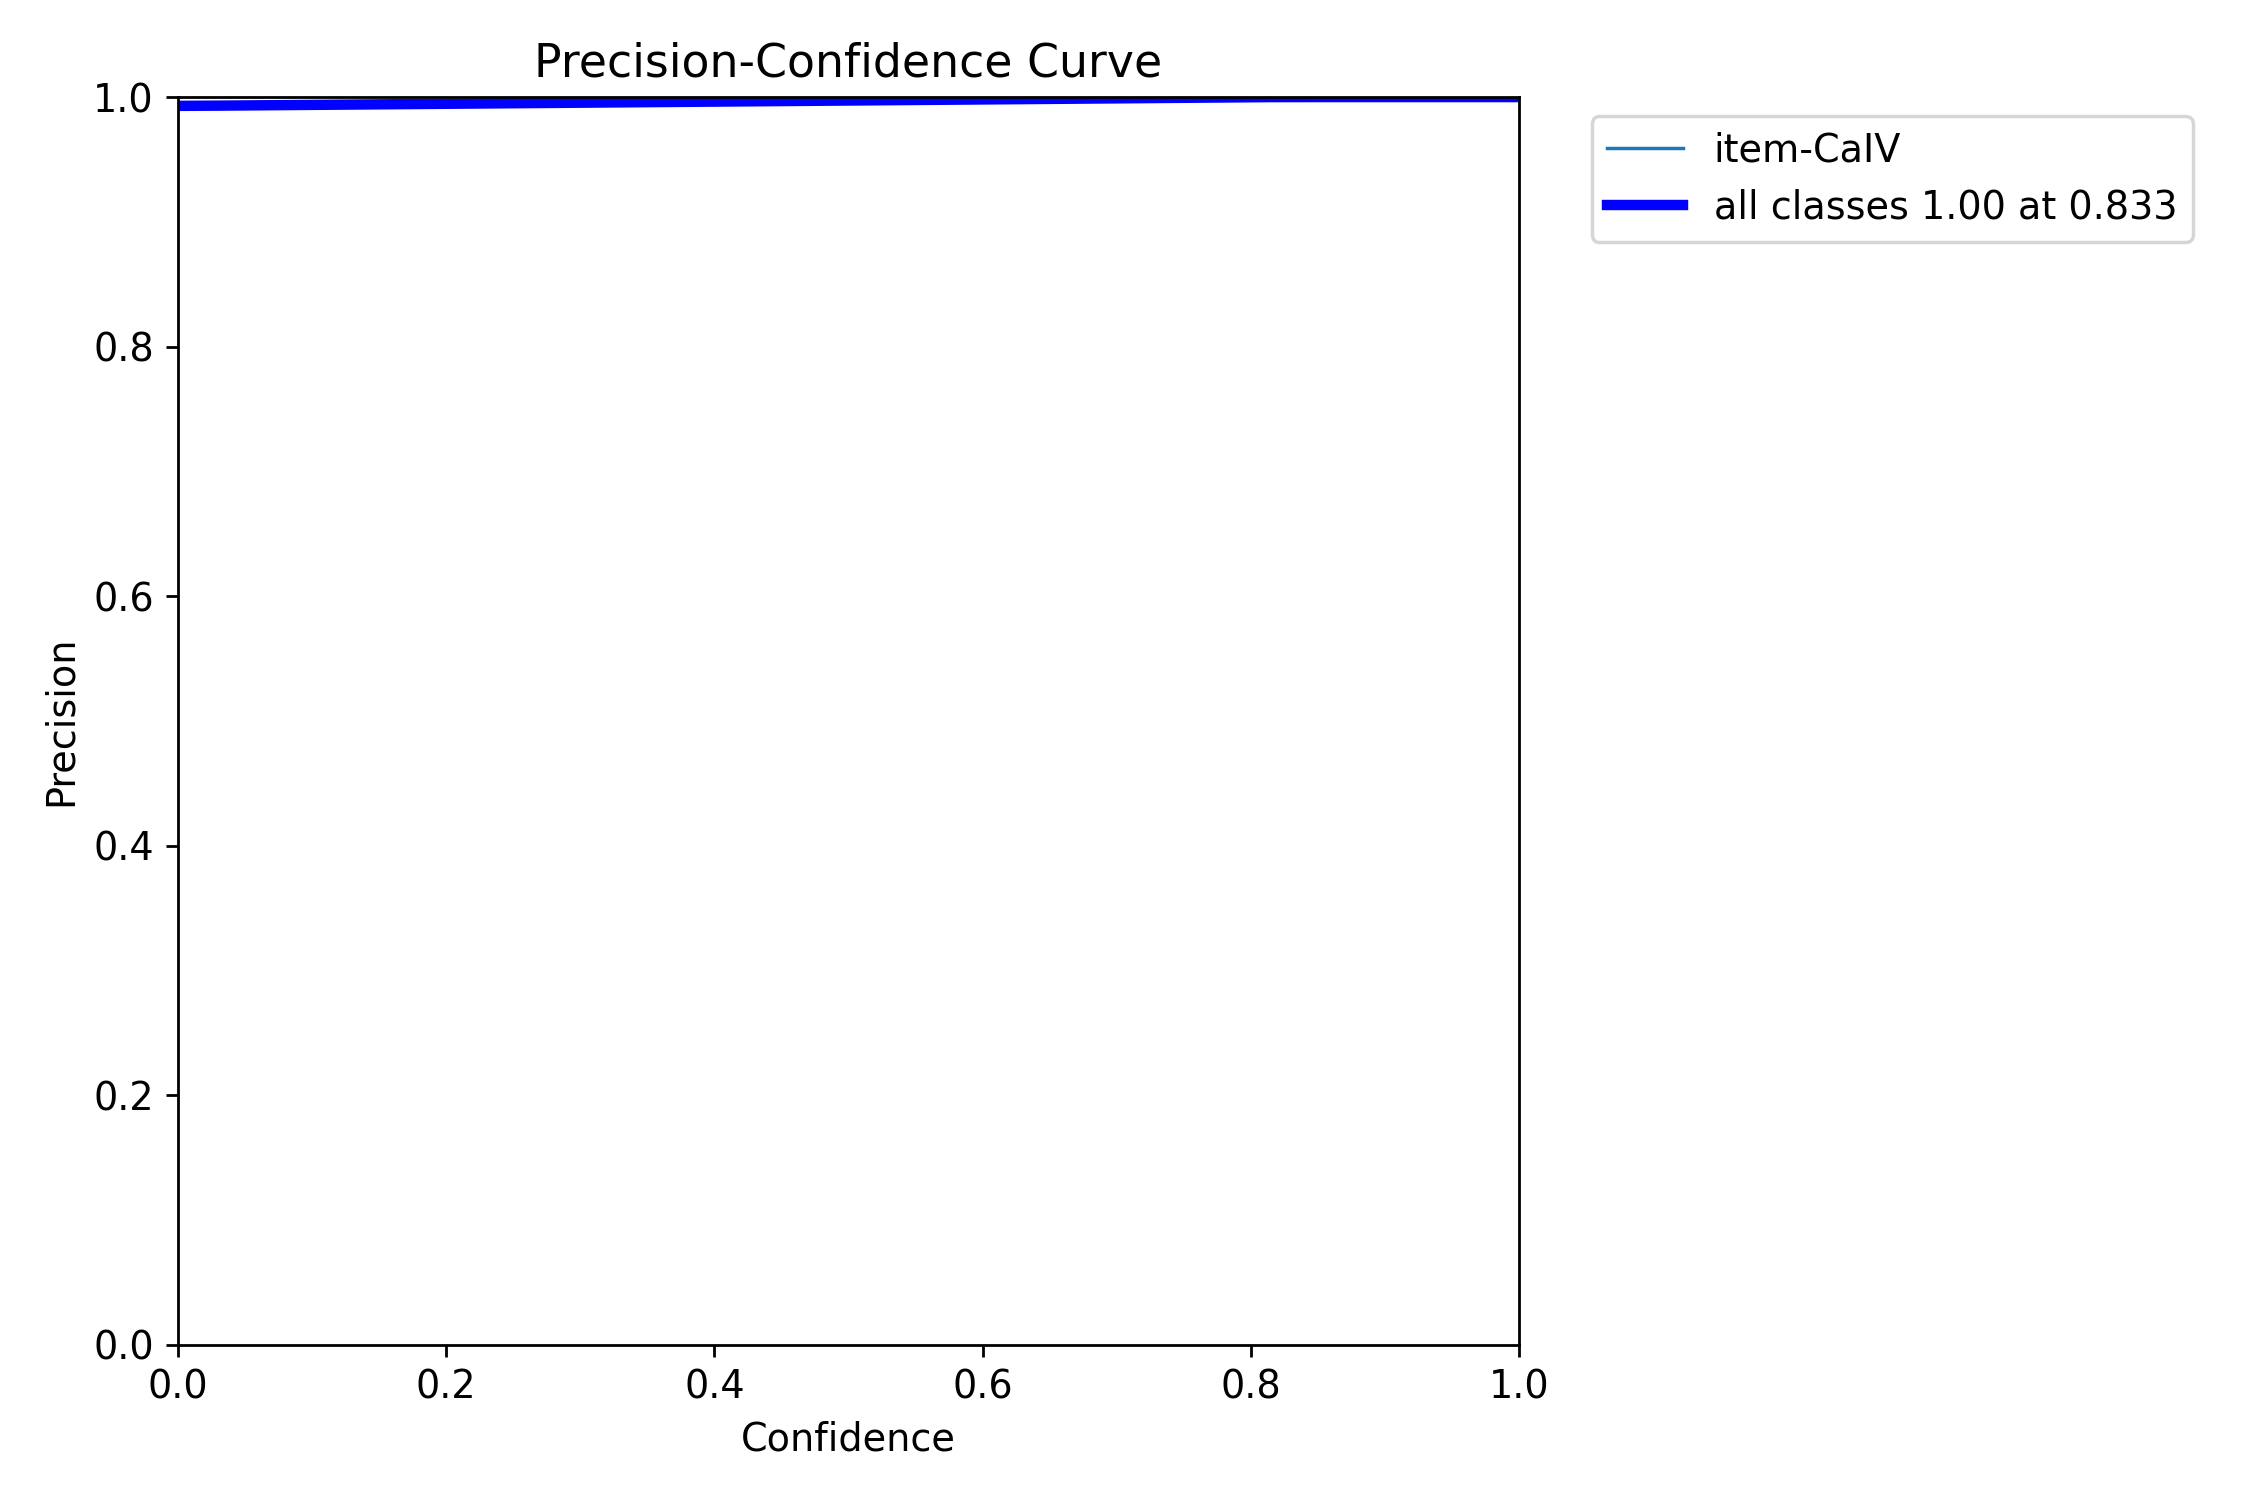 Precision-Confidence Curve
1.0
0.8
0.6
0.4
0.2
0.0
Precision
0.0 0.2 0.4 0.6 0.8 1.0
Confidence
item-CaIV
all classes 1.00 at 0.833